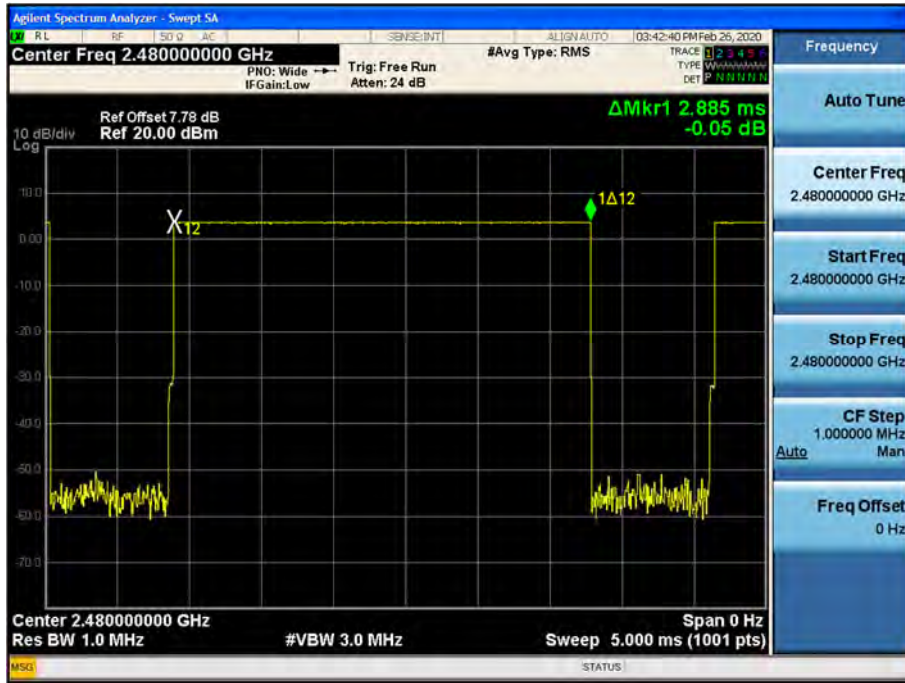 Agilent Spectrum Analyzer - Swept SA
RL RF 50 Ω AC SENSE:INT ALIGN AUTO 03:42:40 PM Feb 26, 2020
Center Freq 2.480000000 GHz
#Avg Type: RMS
TRACE 1 2 3 4 5 6
TYPE
DET P N N N N N
PNO: Wide
IFGain:Low
Trig: Free Run
Atten: 24 dB
ΔMkr1 2.885 ms
-0.05 dB
Ref Offset 7.78 dB
10 dB/div Ref 20.00 dBm
Log
10.0
0.00
-10.0
-20.0
-30.0
-40.0
-50.0
-60.0
-70.0
X12
1Δ12
Center 2.480000000 GHz Span 0 Hz
Res BW 1.0 MHz #VBW 3.0 MHz Sweep 5.000 ms (1001 pts)
MSG STATUS
Frequency
Auto Tune
Center Freq
2.480000000 GHz
Start Freq
2.480000000 GHz
Stop Freq
2.480000000 GHz
CF Step
1.000000 MHz
Auto Man
Freq Offset
0 Hz